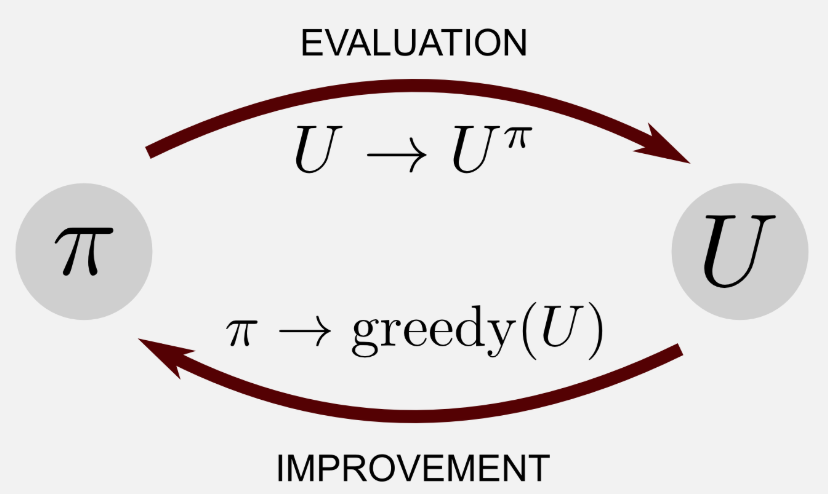 EVALUATION
U → U^π
π
U
π → greedy(U)
IMPROVEMENT